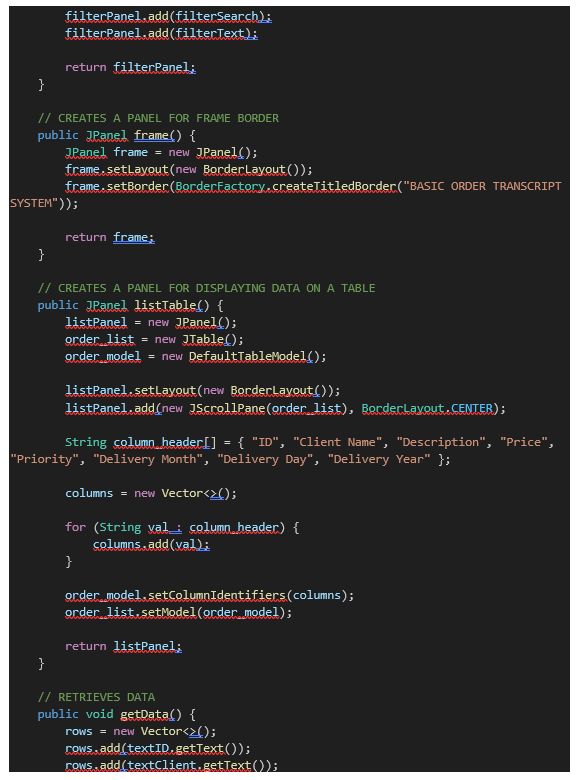 filterPanel.add(filterSearch);
filterPanel.add(filterText);
return filterPanel;
}
// CREATES A PANEL FOR FRAME BORDER
public JPanel frame() {
JPanel frame = new JPanel();
frame.setLayout(new BorderLayout());
frame.setBorder(BorderFactory.createTitledBorder("BASIC ORDER TRANSCRIPT
SYSTEM"));
return frame;
}
// CREATES A PANEL FOR DISPLAYING DATA ON A TABLE
public JPanel listTable() {
listPanel = new JPanel();
order_list = new JTable();
order_model = new DefaultTableModel();
listPanel.setLayout(new BorderLayout());
listPanel.add(new JScrollPane(order_list), BorderLayout.CENTER);
String column_header[] = { "ID", "Client Name", "Description", "Price",
"Priority", "Delivery Month", "Delivery Day", "Delivery Year" };
columns = new Vector<>();
for (String val : column_header) {
columns.add(val);
}
order_model.setColumnIdentifiers(columns);
order_list.setModel(order_model);
return listPanel;
}
// RETRIEVES DATA
public void getData() {
rows = new Vector<>();
rows.add(textID.getText());
rows.add(textClient.getText());